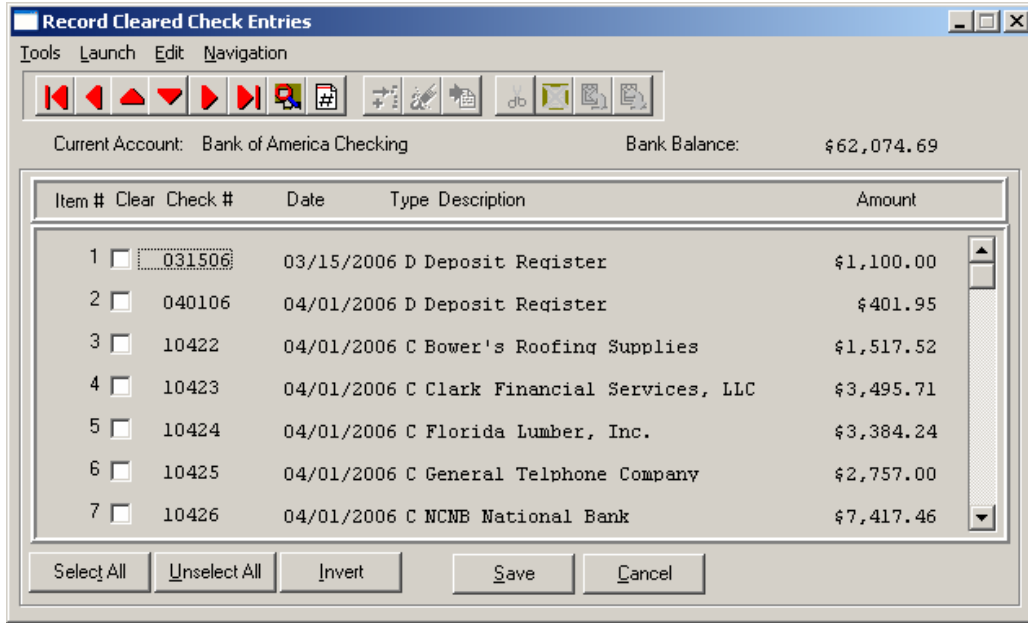 Record Cleared Check Entries
Tools Launch Edit Navigation
Current Account: Bank of America Checking Bank Balance: $62,074.69
Item # Clear Check # Date Type Description Amount
1 031506 03/15/2006 D Deposit Register $1,100.00
2 040106 04/01/2006 D Deposit Register $401.95
3 10422 04/01/2006 C Bower's Roofing Supplies $1,517.52
4 10423 04/01/2006 C Clark Financial Services, LLC $3,495.71
5 10424 04/01/2006 C Florida Lumber, Inc. $3,384.24
6 10425 04/01/2006 C General Telphone Company $2,757.00
7 10426 04/01/2006 C NCNB National Bank $7,417.46
Select All Unselect All Invert Save Cancel